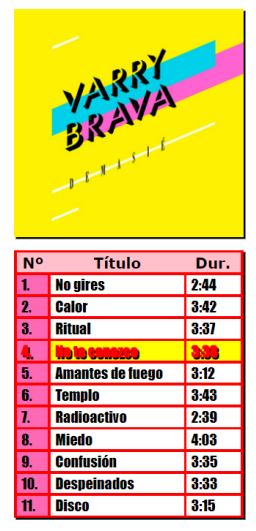 VARRY
BRAVA
DEMASIÉ
Nº Título Dur.
1. No gires 2:44
2. Calor 3:42
3. Ritual 3:37
4. No te conozco 3:38
5. Amantes de fuego 3:12
6. Templo 3:43
7. Radioactivo 2:39
8. Miedo 4:03
9. Confusión 3:35
10. Despeinados 3:33
11. Disco 3:15